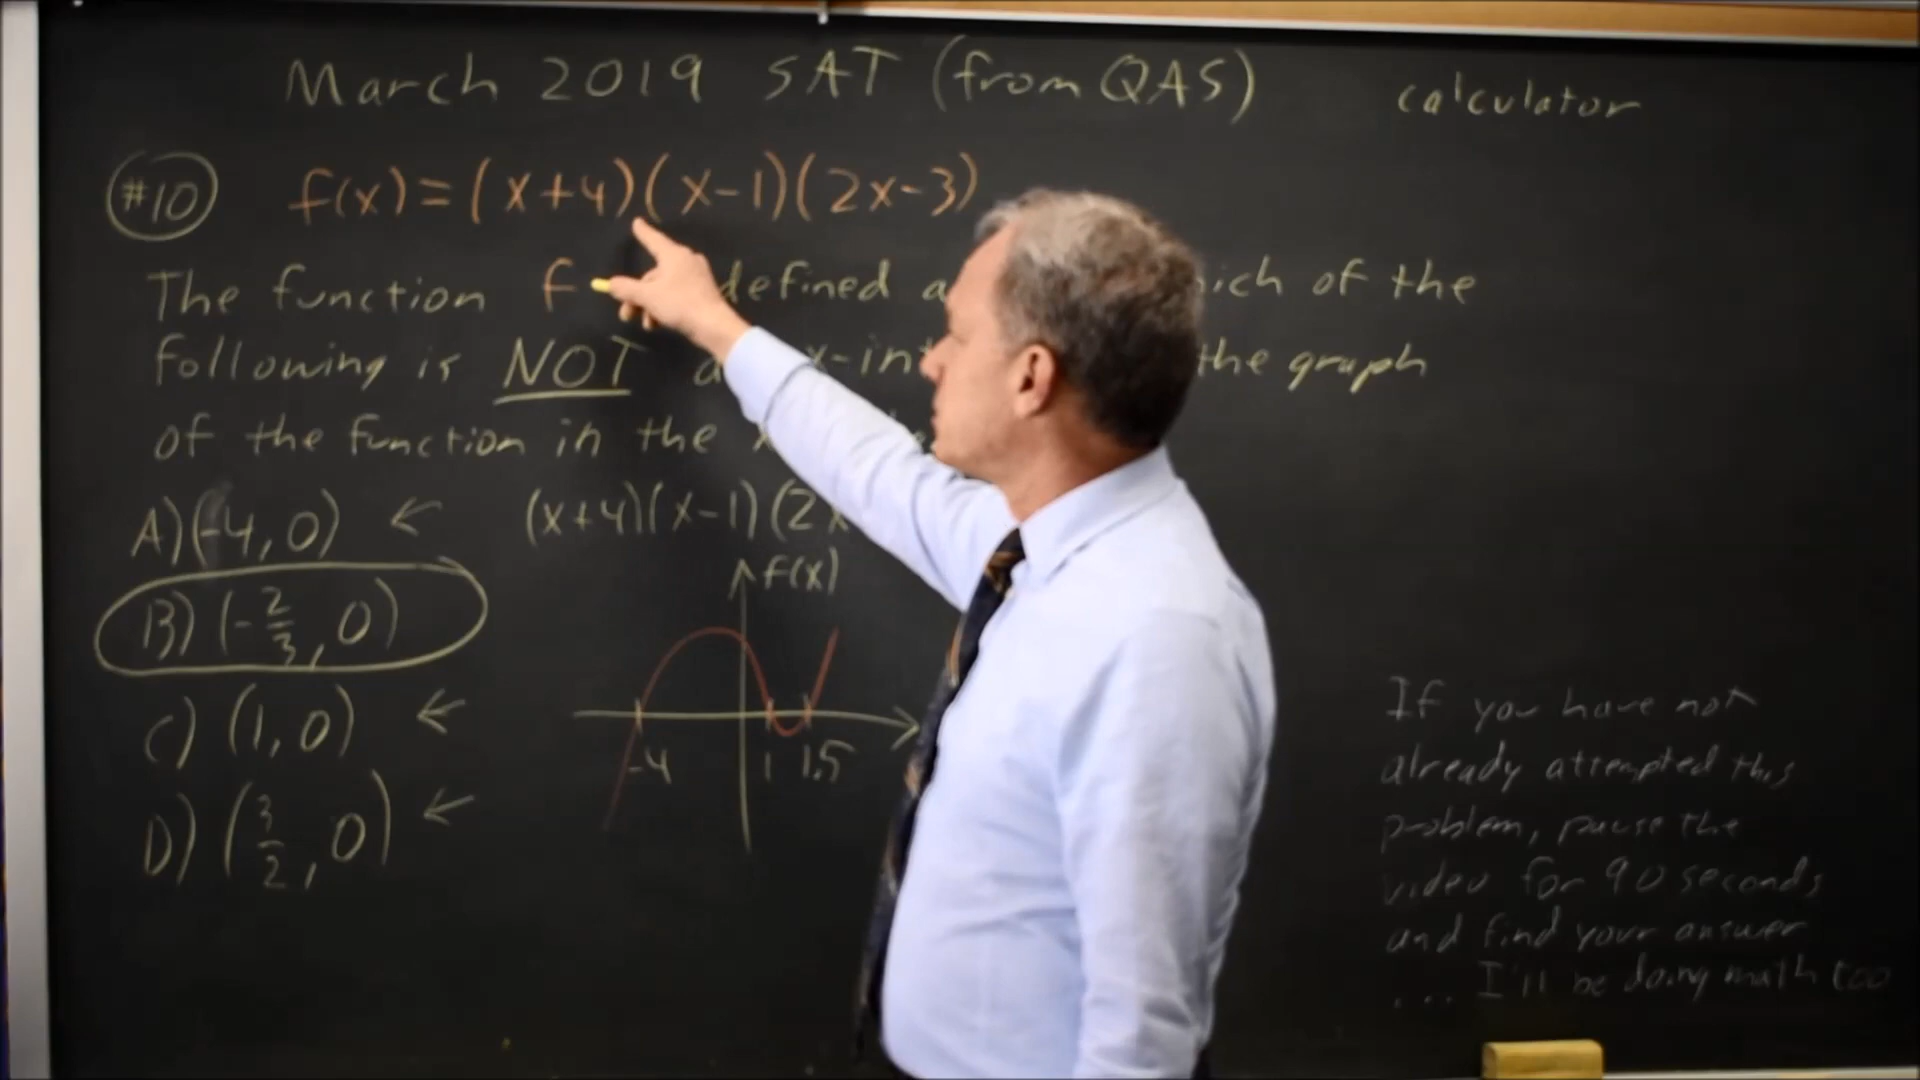 March 2019 SAT (from QAS) calculator
#10 f(x) = (x+4)(x-1)(2x-3)
The function f defined of the
following is NOT the graph
of the function in the
A) (-4, 0) ← (x+4)(x-1)(2x
f(x)
B) (-2/3, 0)
C) (1, 0) ←
-4 1 1.5
D) (3/2, 0) ←
If you have not
already attempted this
problem, pause the
video for 90 seconds
and find your answer
.... I'll be doing math too